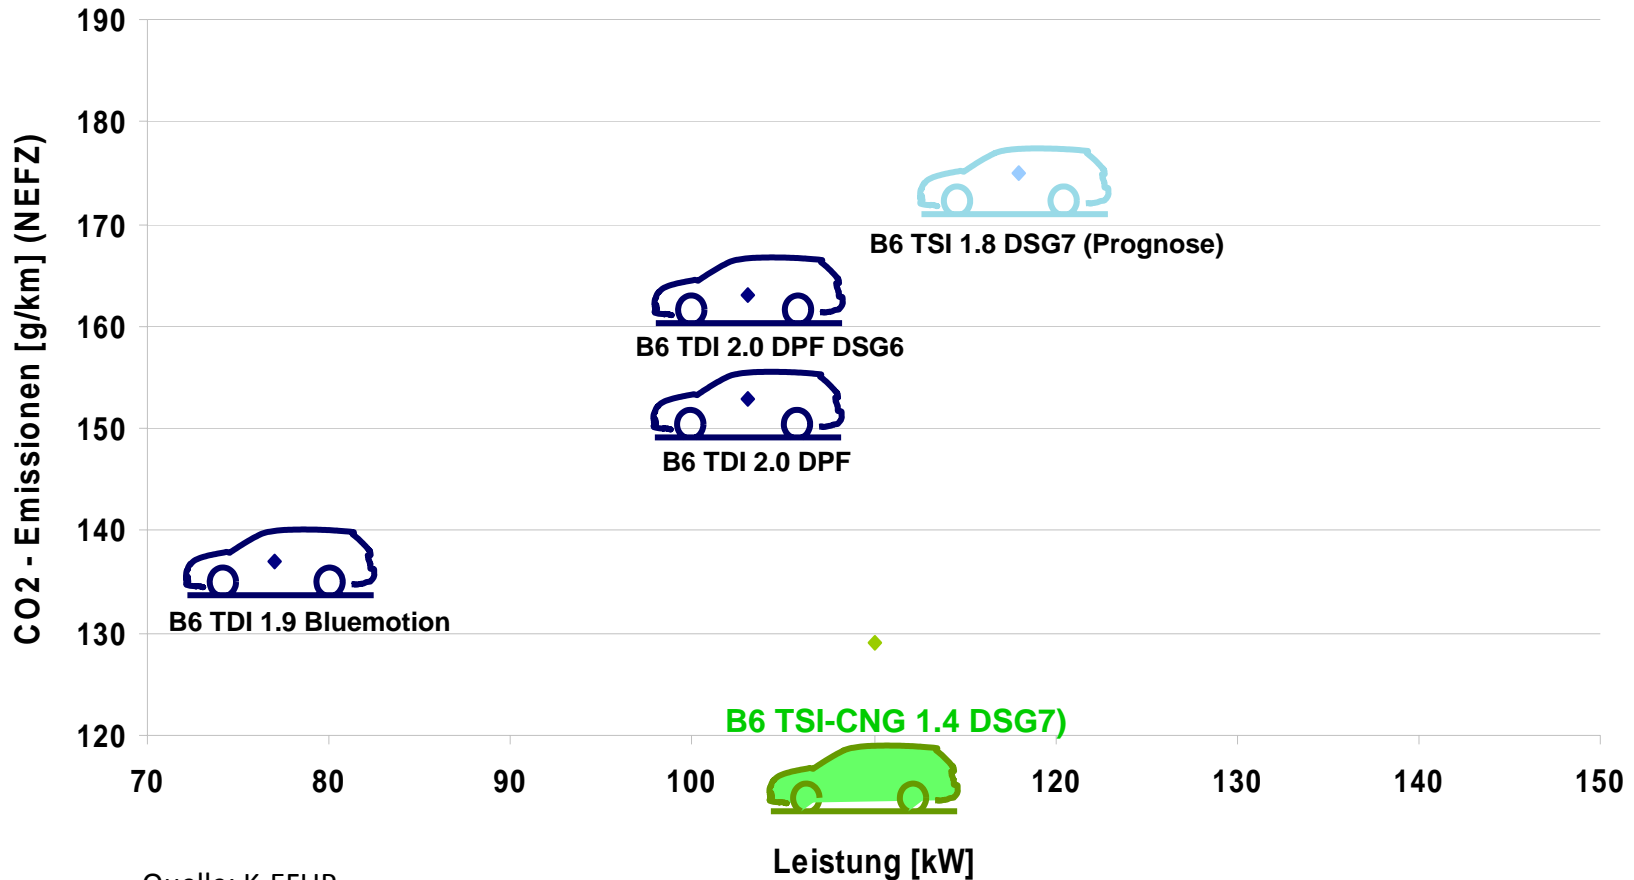 190
180
170
160
150
140
130
120
CO2 - Emissionen [g/km] (NEFZ)
B6 TSI 1.8 DSG7 (Prognose)
B6 TDI 2.0 DPF DSG6
B6 TDI 2.0 DPF
B6 TDI 1.9 Bluemotion
B6 TSI-CNG 1.4 DSG7)
70 80 90 100 120 130 140 150
Leistung [kW]
Quelle: K-EFUP